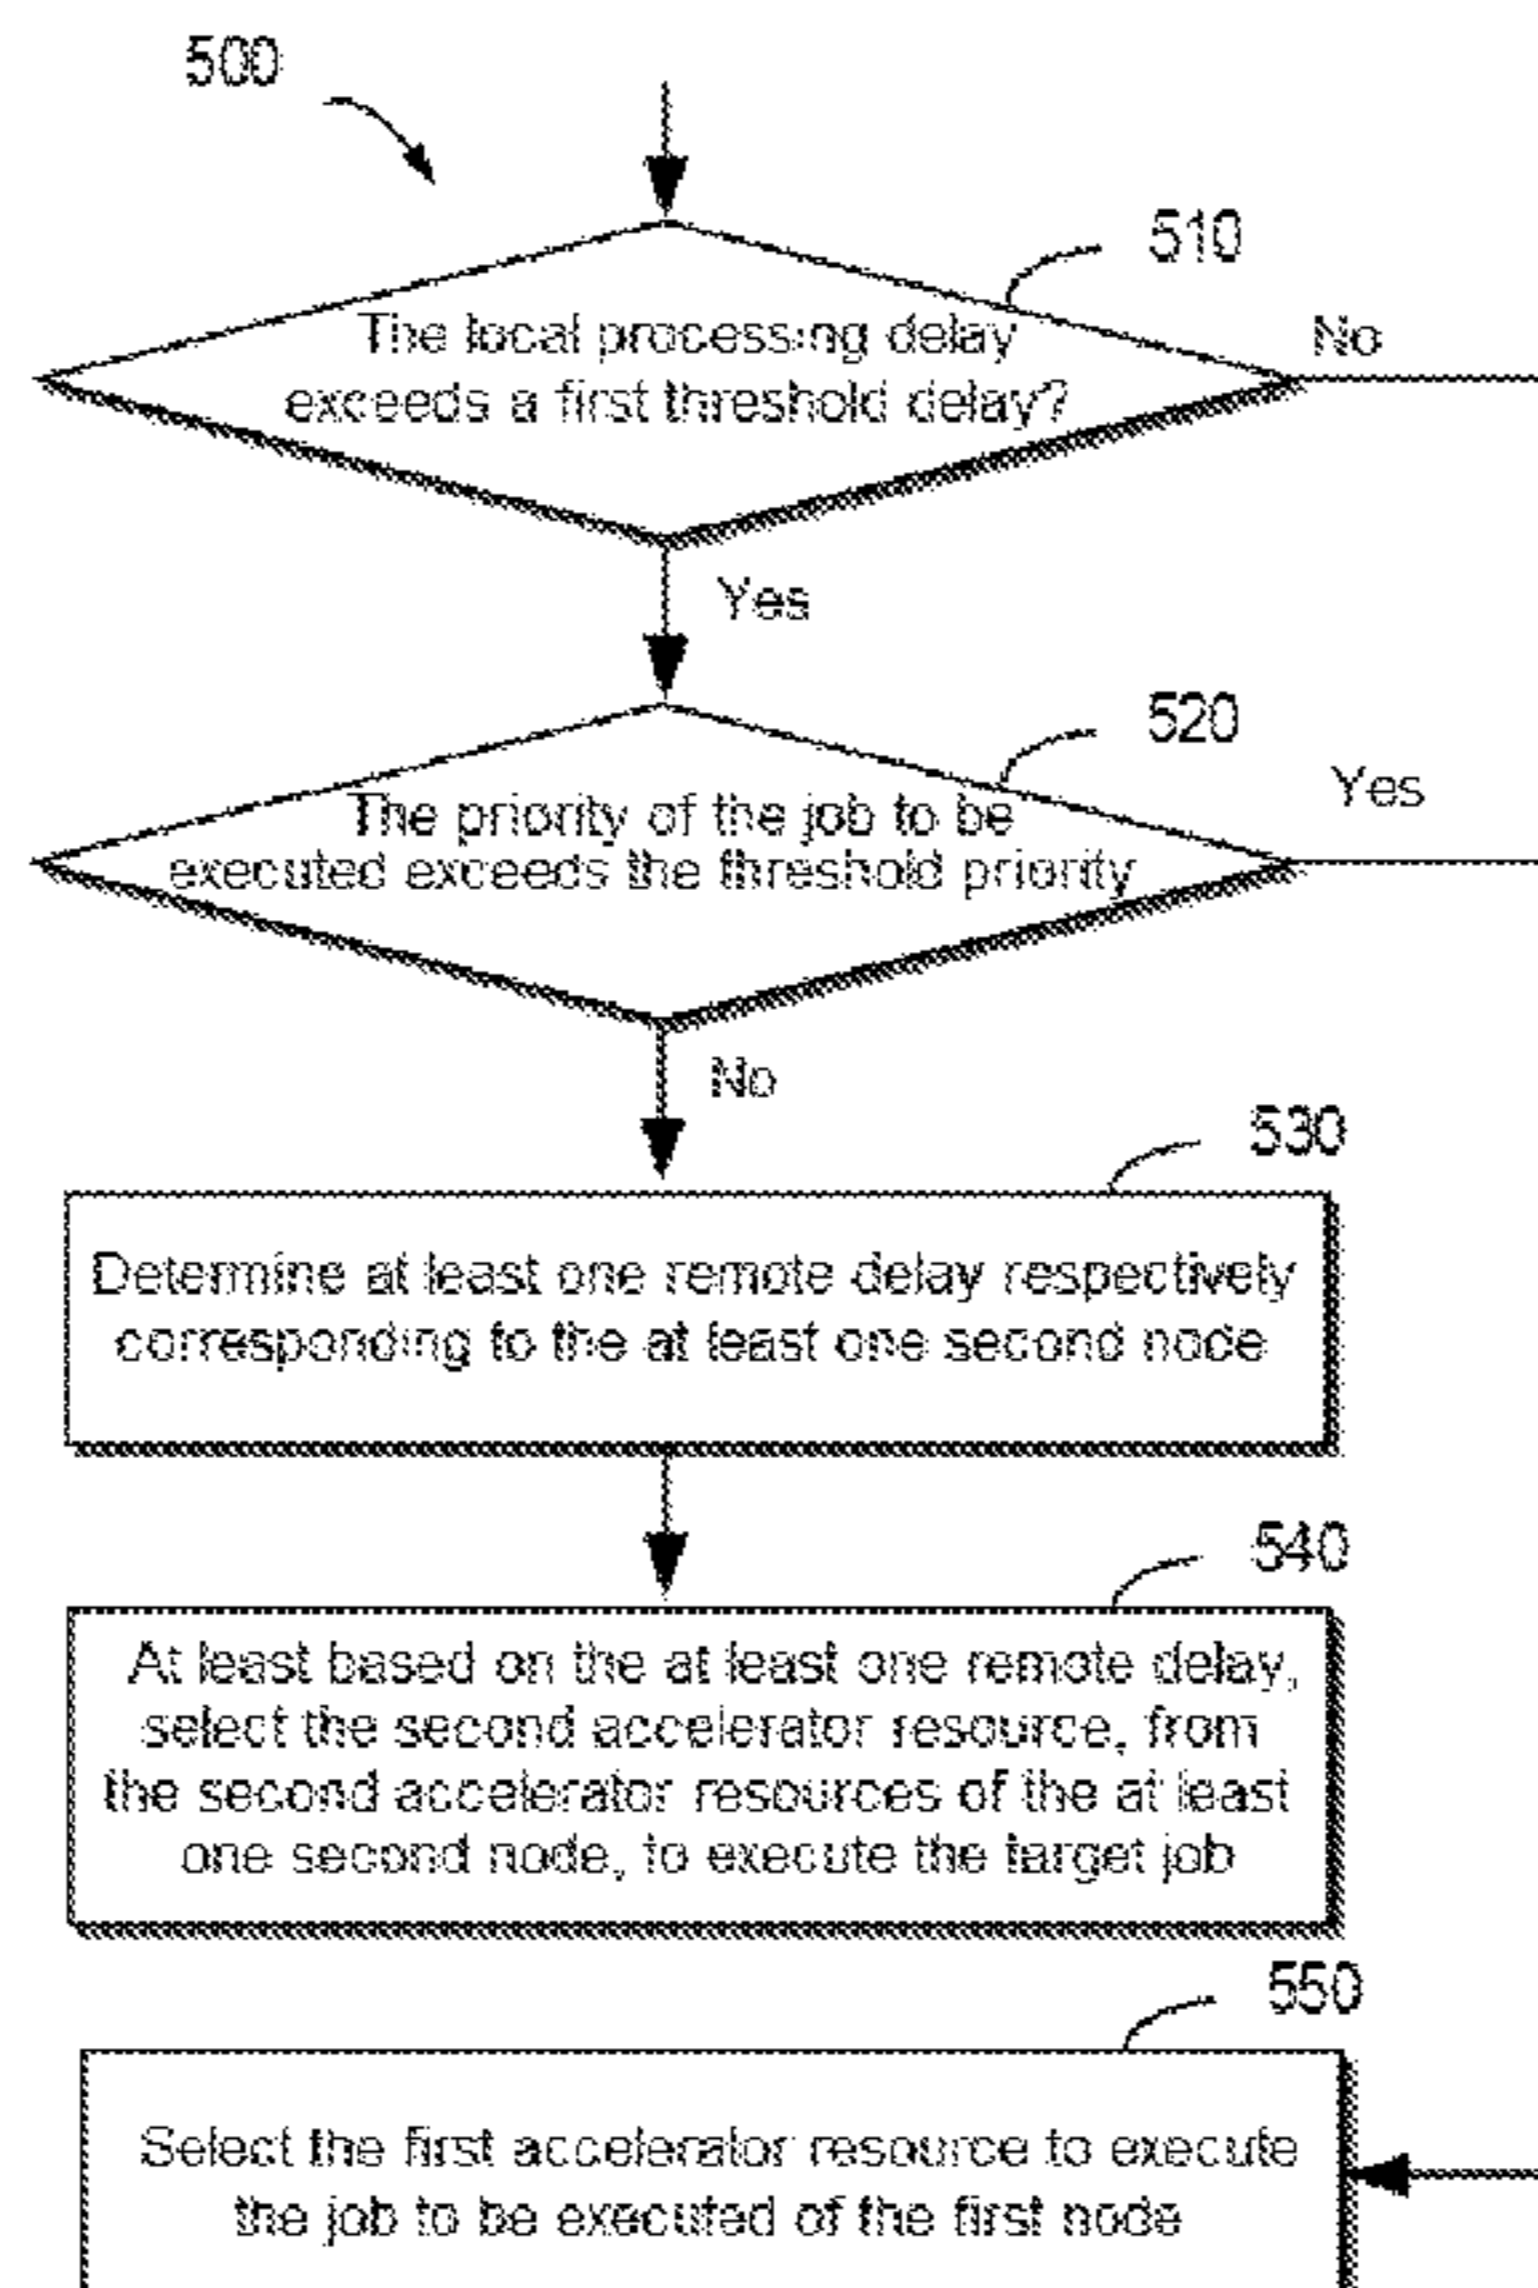 500
510
The local processing delay
exceeds a first threshold delay?
No
Yes
520
The priority of the job to be
executed exceeds the threshold priority
Yes
No
530
Determine at least one remote delay respectively
corresponding to the at least one second node
540
At least based on the at least one remote delay,
select the second accelerator resource, from
the second accelerator resources of the at least
one second node, to execute the target job
550
Select the first accelerator resource to execute
the job to be executed of the first node